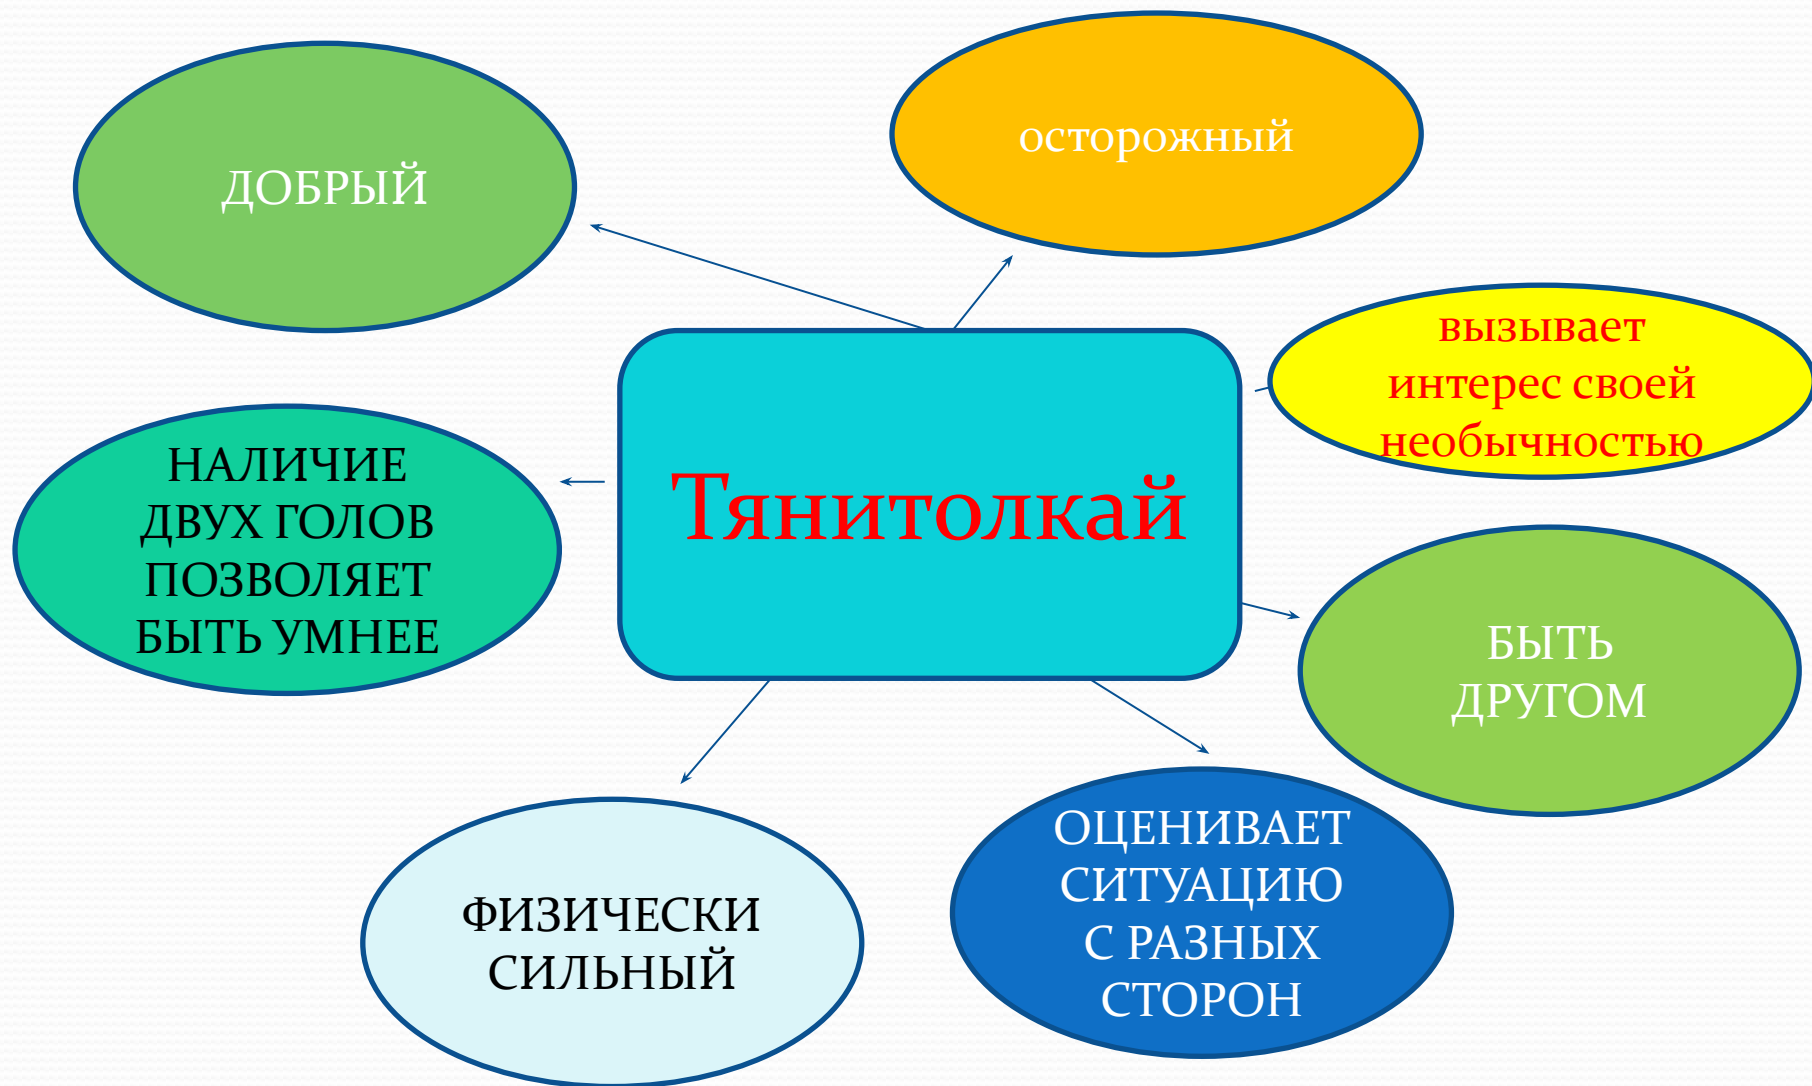 ДОБРЫЙ
осторожный
вызывает
интерес своей
необычностью
Тянитолкай
НАЛИЧИЕ
ДВУХ ГОЛОВ
ПОЗВОЛЯЕТ
БЫТЬ УМНЕЕ
БЫТЬ
ДРУГОМ
ФИЗИЧЕСКИ
СИЛЬНЫЙ
ОЦЕНИВАЕТ
СИТУАЦИЮ
С РАЗНЫХ
СТОРОН